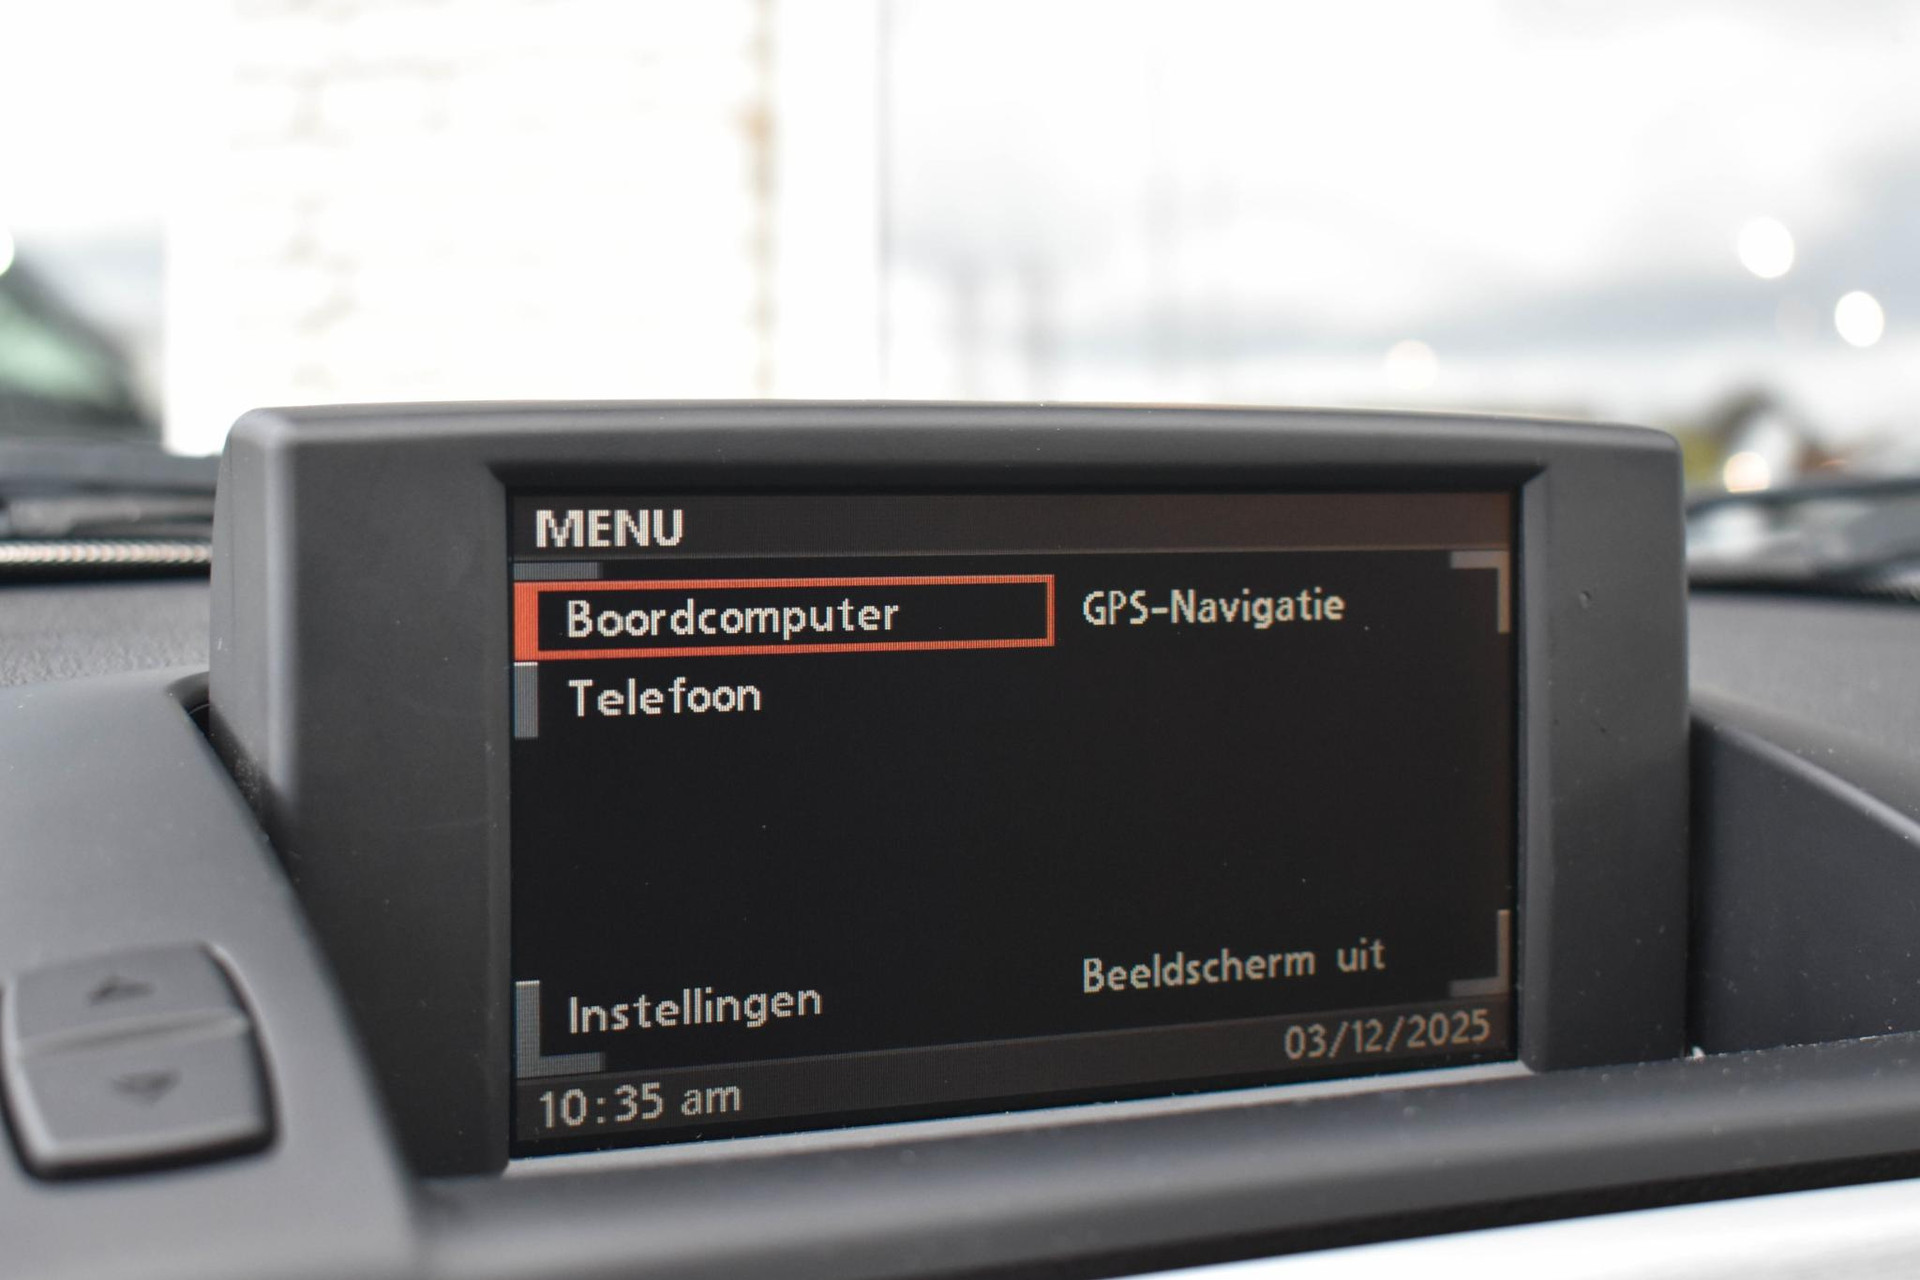 MENU
Boordcomputer
GPS-Navigatie
Telefoon
Instellingen
Beeldscherm uit
10:35 am
03/12/2025